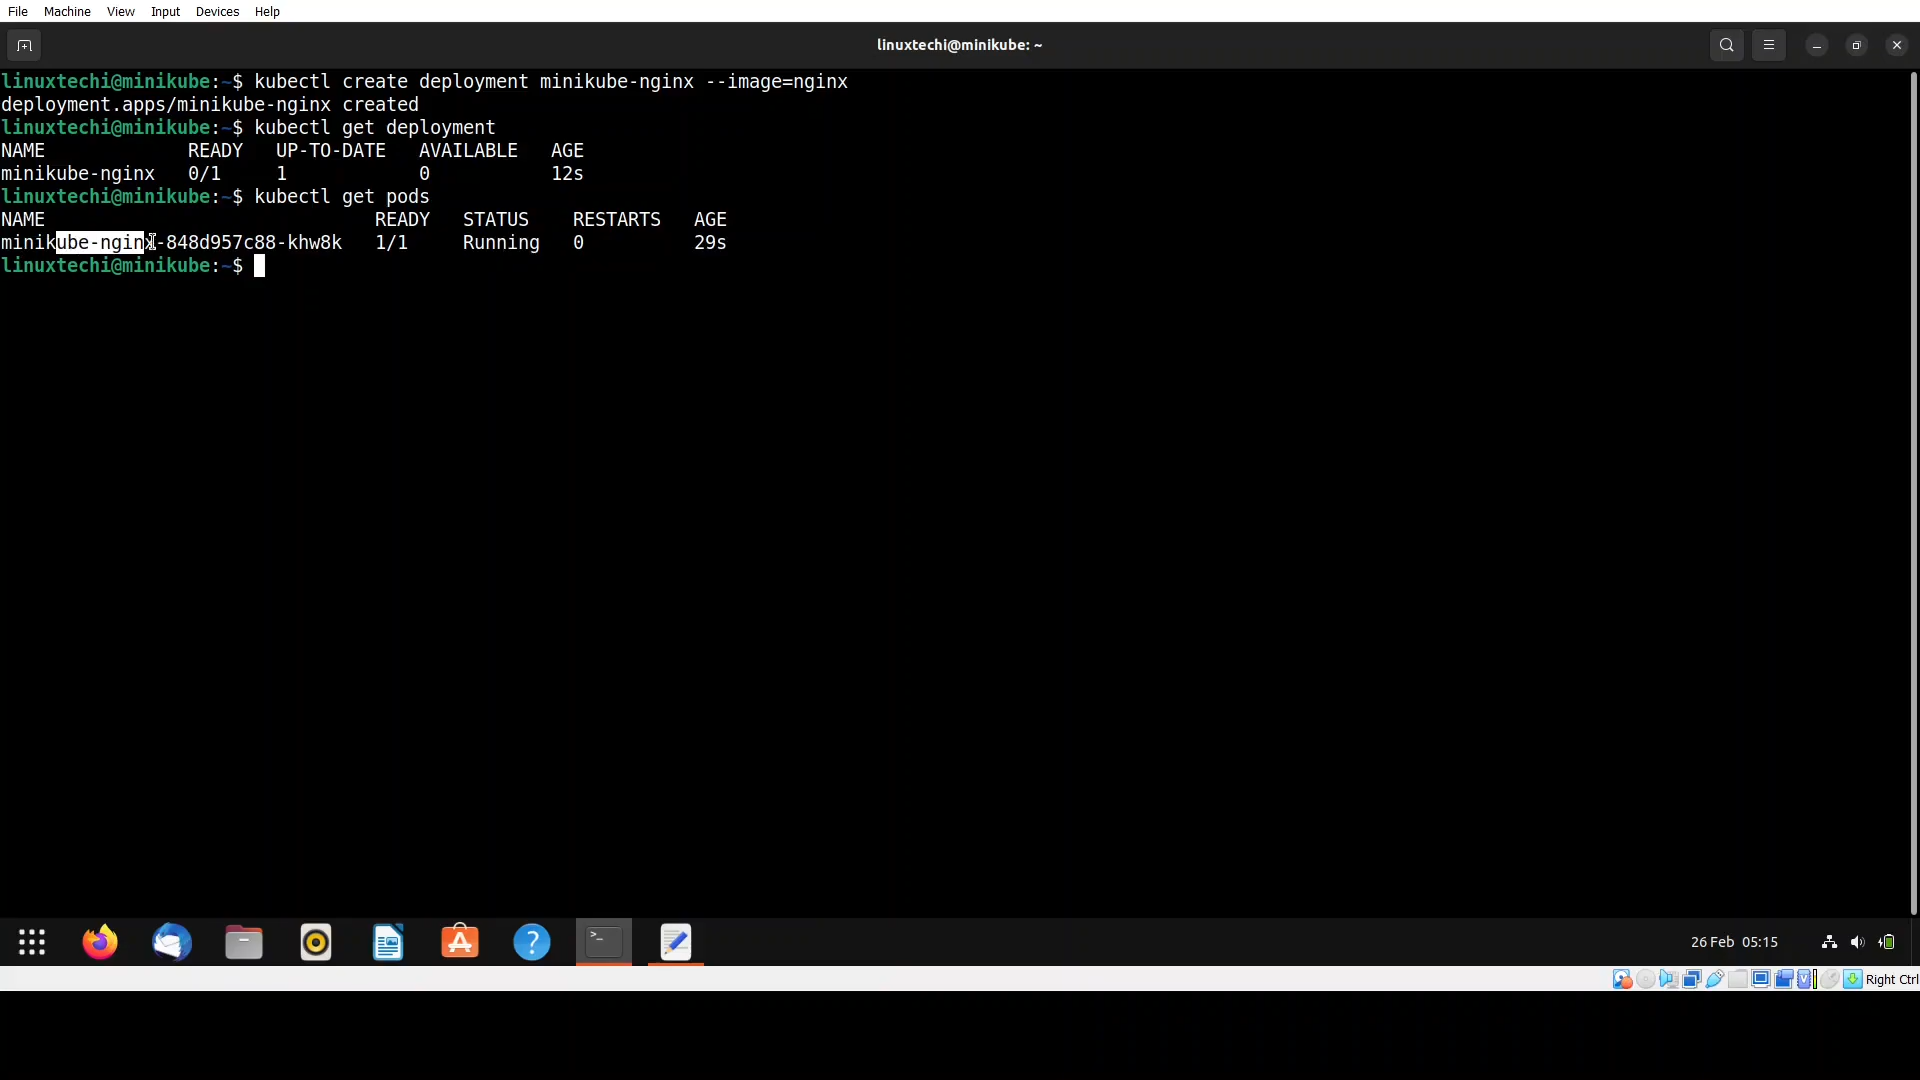 File Machine View Input Devices Help
linuxtechi@minikube: ~
linuxtechi@minikube:~$ kubectl create deployment minikube-nginx --image=nginx
deployment.apps/minikube-nginx created
linuxtechi@minikube:~$ kubectl get deployment
NAME READY UP-TO-DATE AVAILABLE AGE
minikube-nginx 0/1 1 0 12s
linuxtechi@minikube:~$ kubectl get pods
NAME READY STATUS RESTARTS AGE
minikube-nginx-848d957c88-khw8k 1/1 Running 0 29s
linuxtechi@minikube:~$
26 Feb 05:15
Right Ctrl